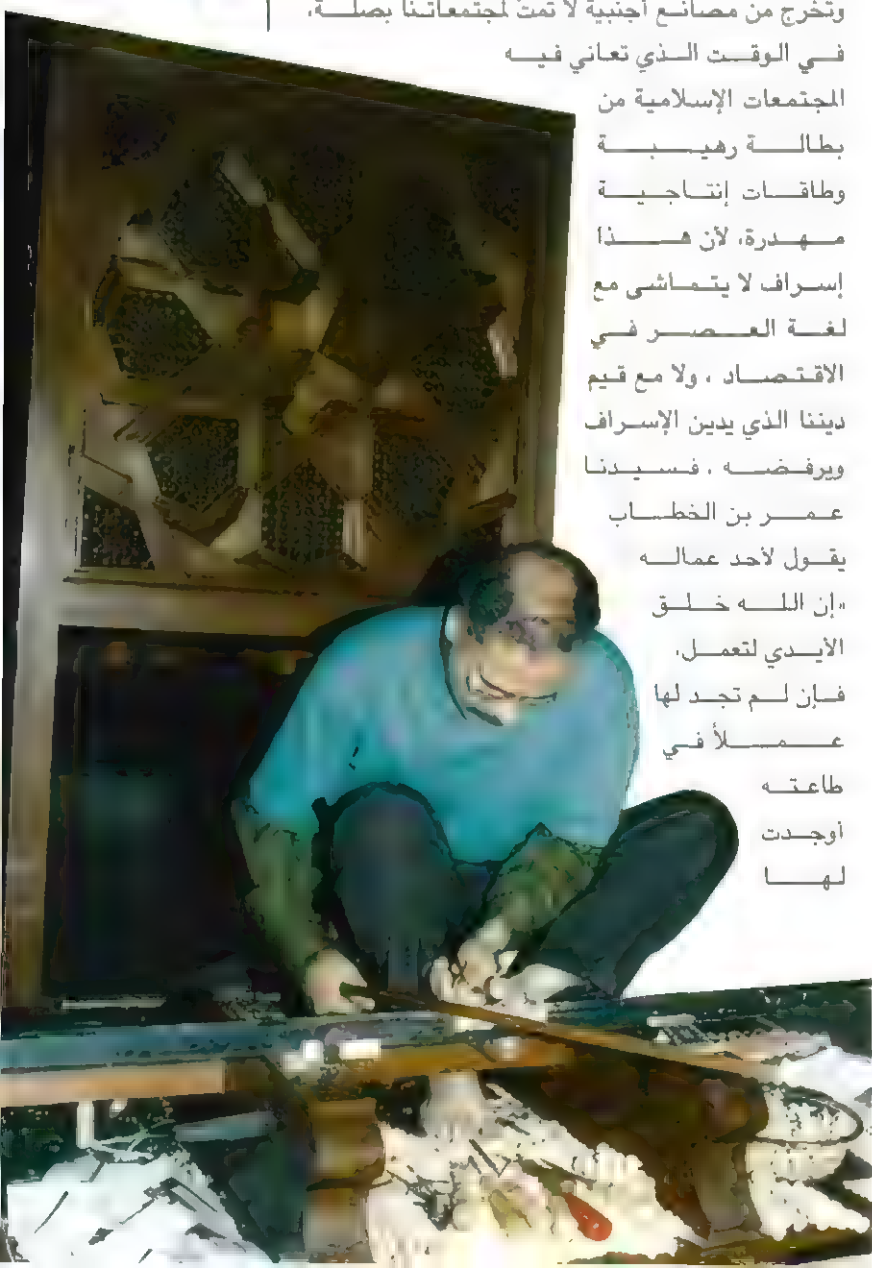 وتخرج من مصانع أجنبية لا تمت لمجتمعاتنا بصلة،
في الوقت الذي تعاني فيه
المجتمعات الإسلامية من
بطالة رهيبة
وطاقات إنتاجية
مهدرة، لأن هذا
إسراف لا يتماشى مع
لغة العصر في
الاقتصاد ، ولا مع قيم
ديننا الذي يدين الإسراف
ويرفضه ، فسيدنا
عمر بن الخطاب
يقول لأحد عماله
«إن الله خلق
الأيدي لتعمل،
فإن لم تجد لها
عملاً في
طاعته
أوجدت
لها